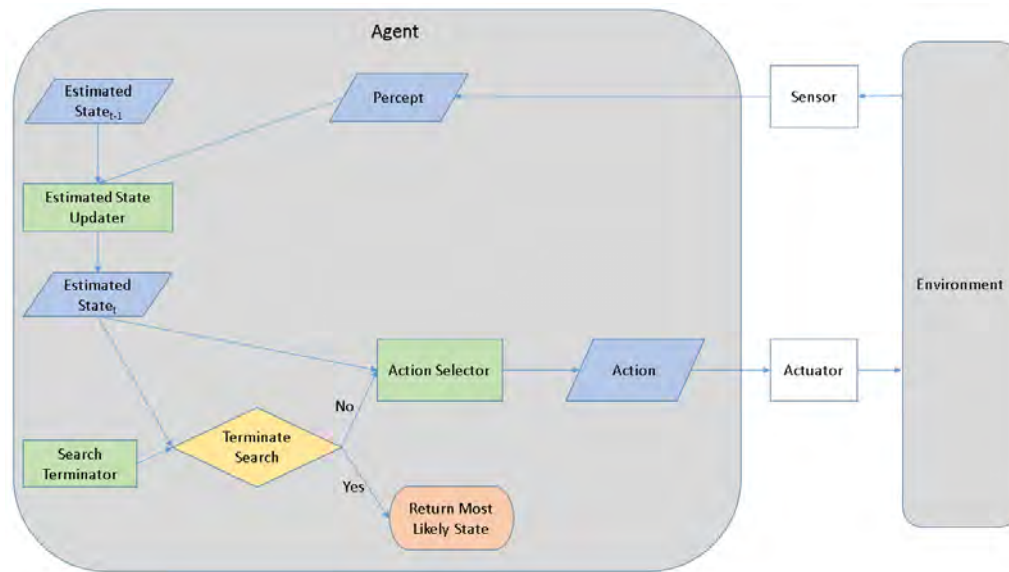 Agent
Estimated
State_{t-1}
Percept
Sensor
Estimated State
Updater
Estimated
State_t
Environment
Action Selector
Action
Actuator
No
Terminate
Search
Search
Terminator
Yes
Return Most
Likely State